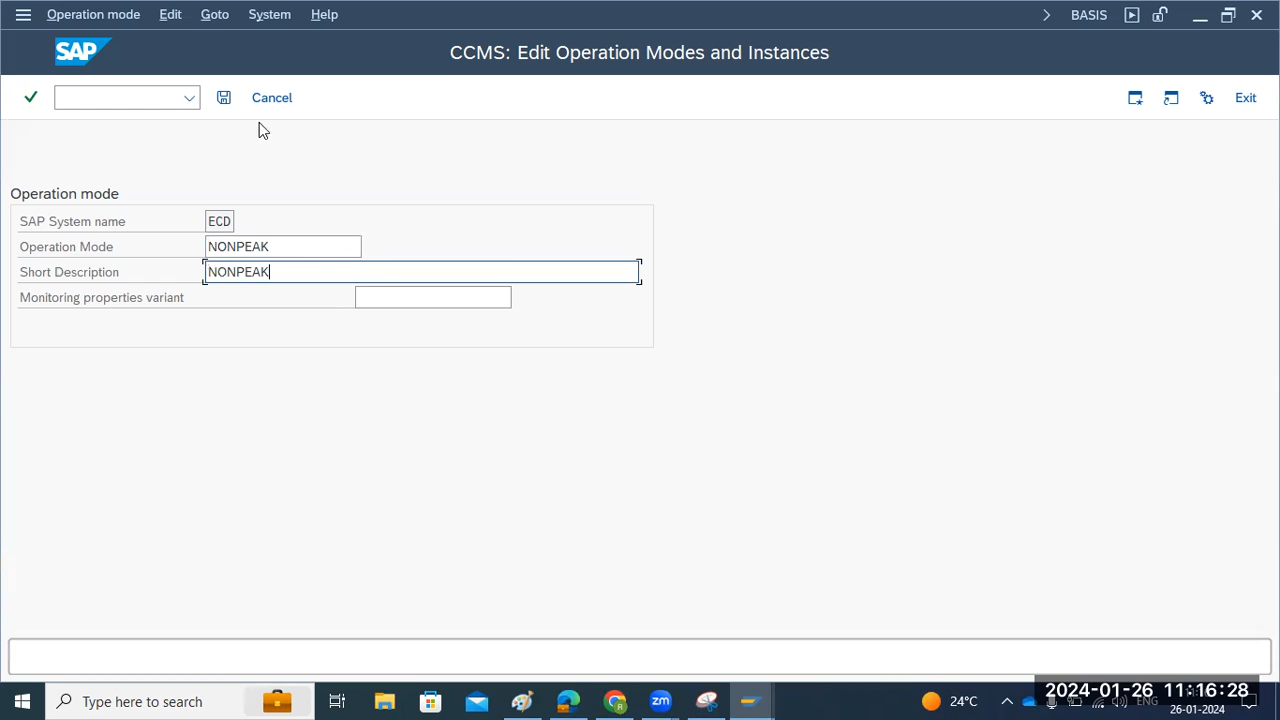 Operation mode Edit Goto System Help BASIS
SAP CCMS: Edit Operation Modes and Instances
Cancel Exit
Operation mode
SAP System name ECD
Operation Mode NONPEAK
Short Description NONPEAK
Monitoring properties variant
Type here to search zm R 24°C ENG
2024-01-26 11:16:28
26-01-2024